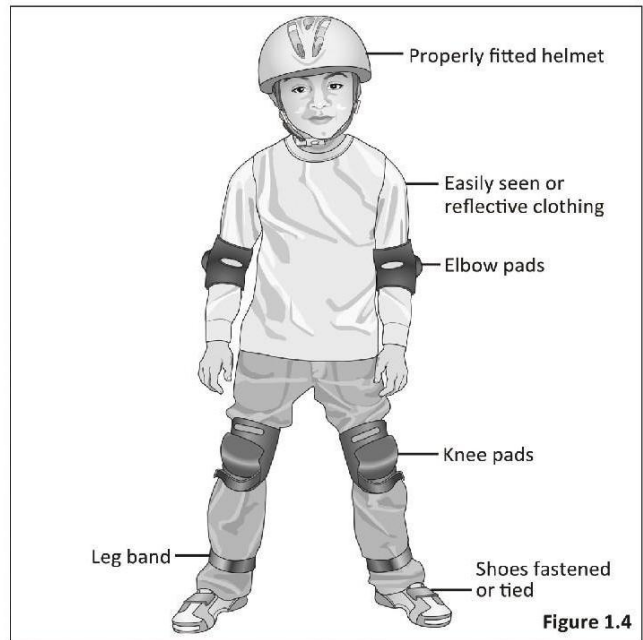 Properly fitted helmet
Easily seen or
reflective clothing
Elbow pads
Knee pads
Leg band
Shoes fastened
or tied
Figure 1.4